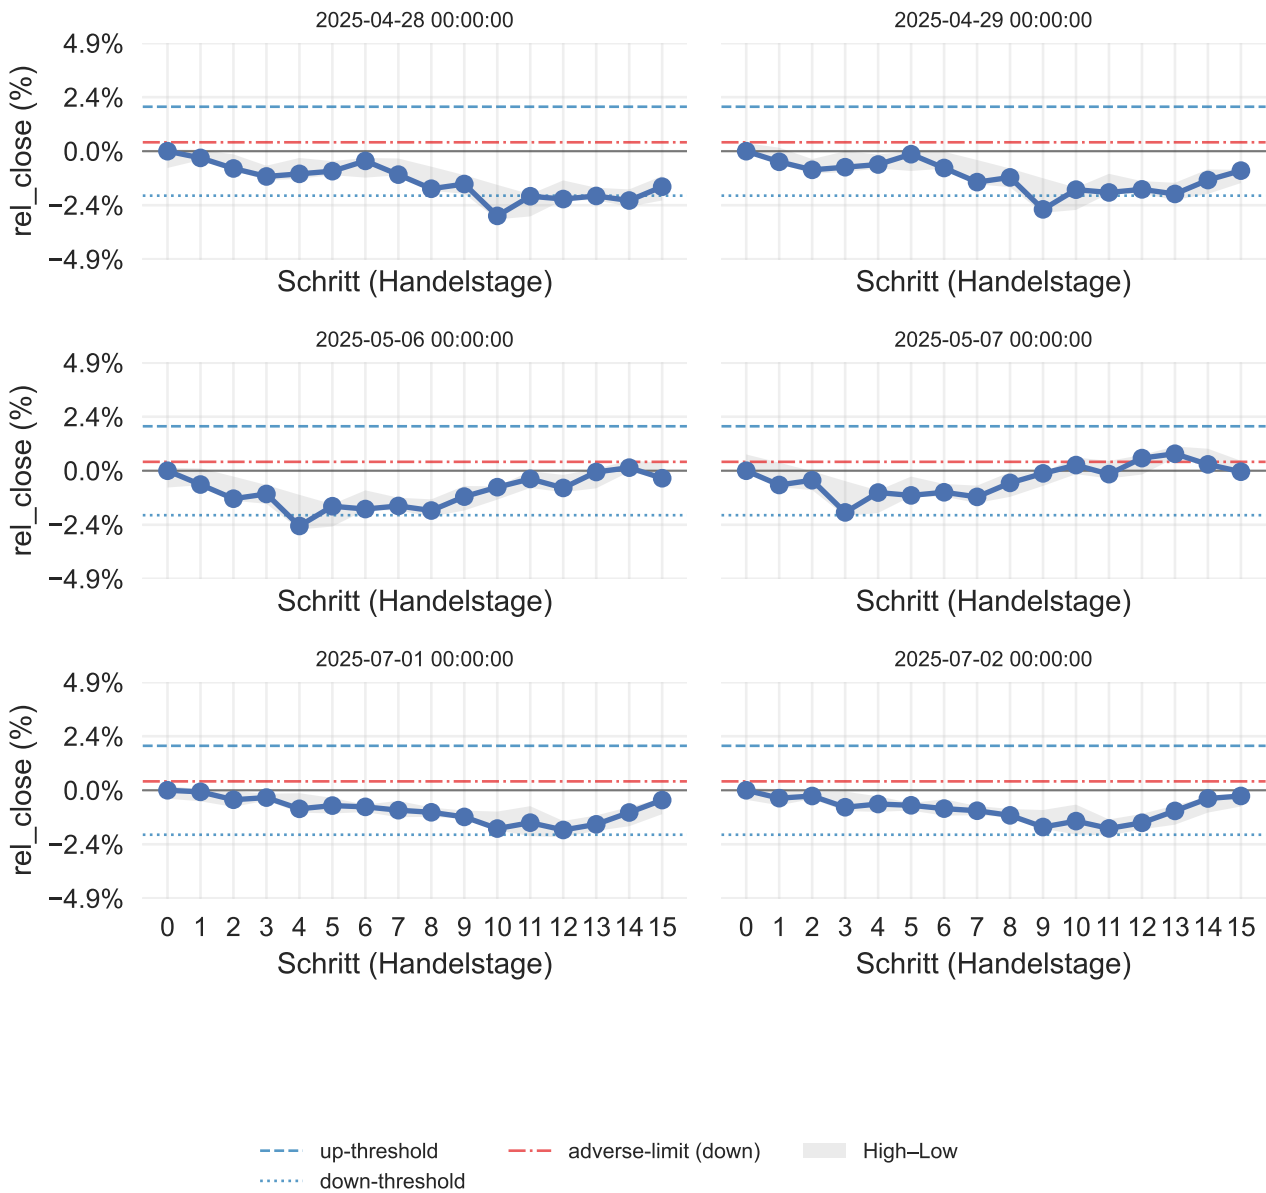 2025-04-28 00:00:00
2025-04-29 00:00:00
4.9%
2.4%
0.0%
−2.4%
−4.9%
rel_close (%)
Schritt (Handelstage)
Schritt (Handelstage)
2025-05-06 00:00:00
2025-05-07 00:00:00
4.9%
2.4%
0.0%
−2.4%
−4.9%
rel_close (%)
Schritt (Handelstage)
Schritt (Handelstage)
2025-07-01 00:00:00
2025-07-02 00:00:00
4.9%
2.4%
0.0%
−2.4%
−4.9%
rel_close (%)
0 1 2 3 4 5 6 7 8 9 10 11 12 13 14 15
0 1 2 3 4 5 6 7 8 9 10 11 12 13 14 15
Schritt (Handelstage)
Schritt (Handelstage)
up-threshold
adverse-limit (down)
High–Low
down-threshold